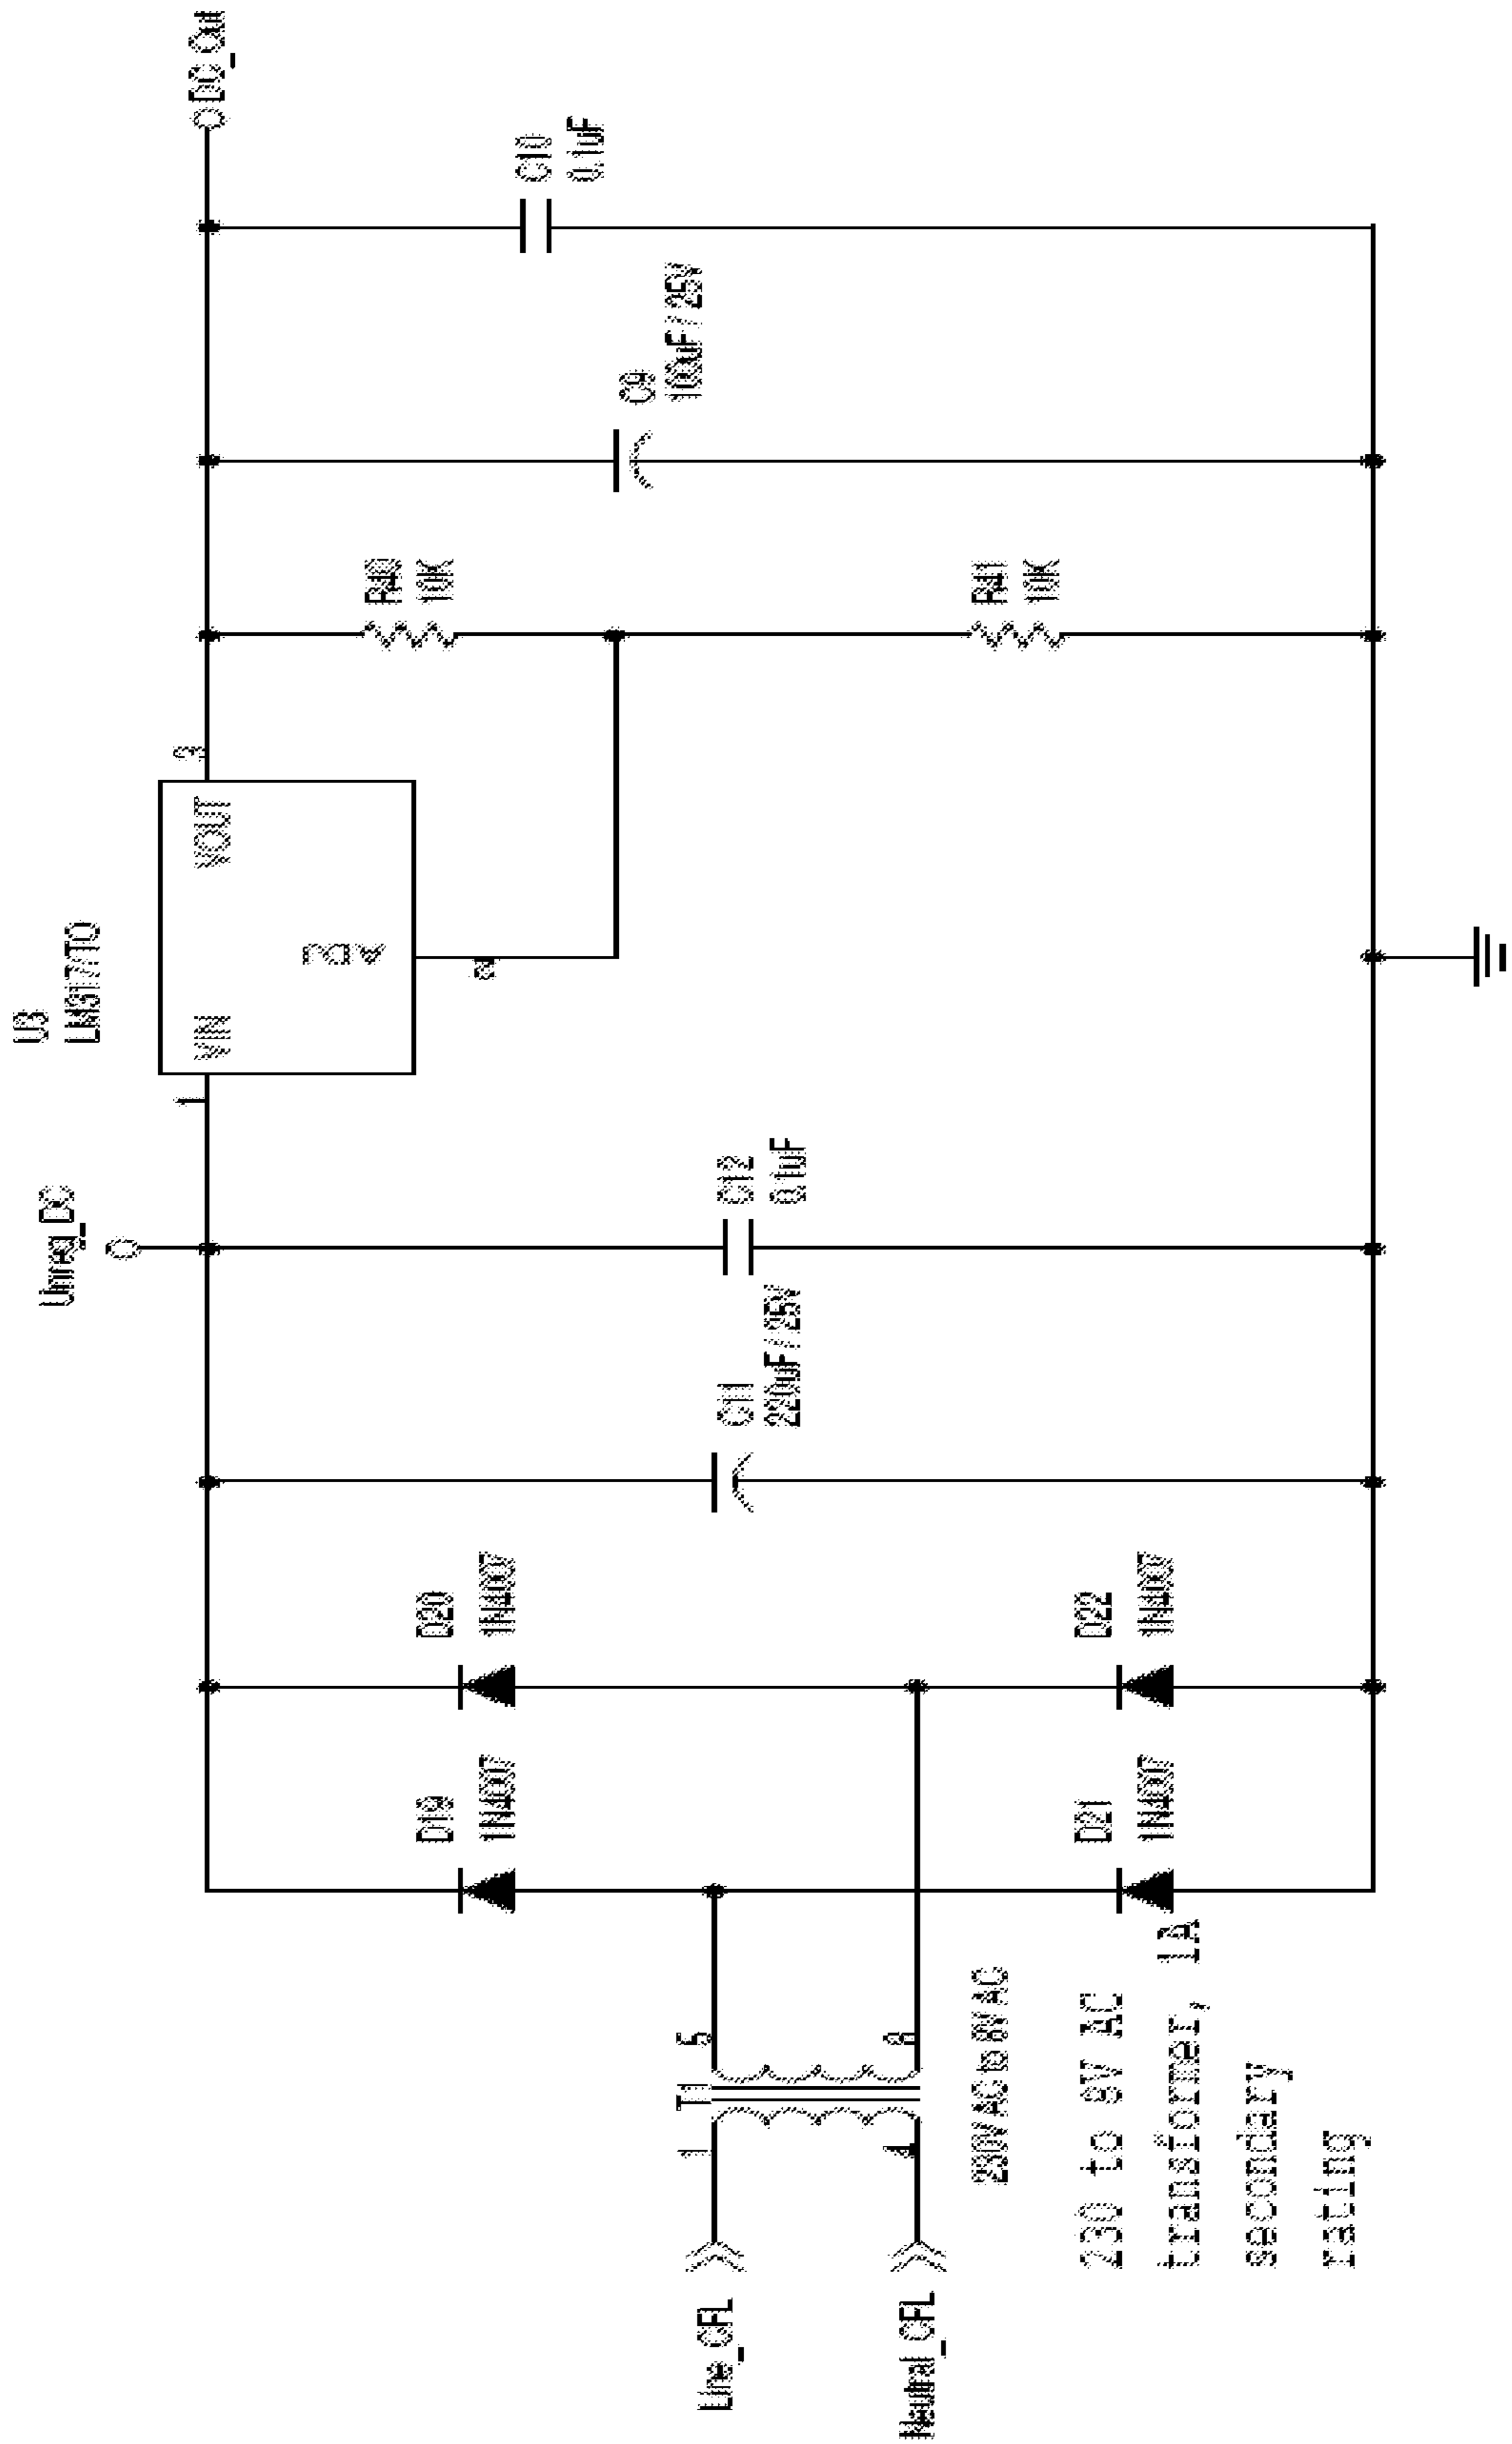 U3
LM317/TO
Unreg_DC
1
VIN
VOUT
3
ADJ
2
DC_Out
D19
1N4007
D20
1N4007
C11
220uF / 25V
C12
0.1uF
R40
10K
C9
100uF / 25V
C10
0.1uF
Line_CFL
1
T1
5
Neutral_CFL
4
8
230V AC to 8V AC
R41
10K
D21
1N4007
D22
1N4007
230 to 8V AC
transformer, 1A
secondary
rating